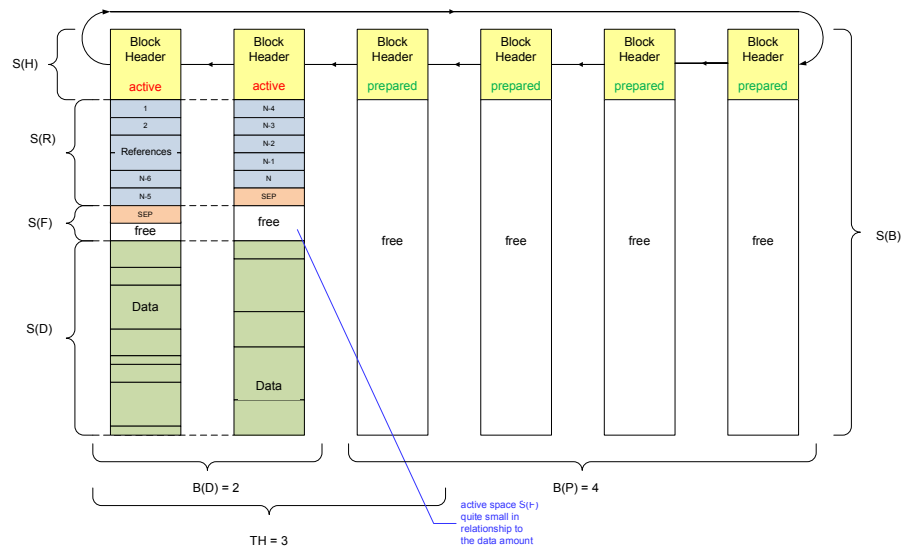 Block
Header
active
Block
Header
active
Block
Header
prepared
Block
Header
prepared
Block
Header
prepared
Block
Header
prepared
S(H)
S(R)
S(F)
S(D)
S(B)
1
2
References
N-6
N-5
SEP
free
Data
N-4
N-3
N-2
N-1
N
SEP
free
Data
free
free
free
free
B(D) = 2
B(P) = 4
TH = 3
active space S(F)
quite small in
relationship to
the data amount